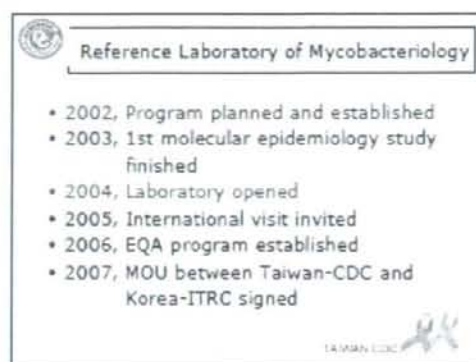 Reference Laboratory of Mycobacteriology
• 2002, Program planned and established
• 2003, 1st molecular epidemiology study
finished
• 2004, Laboratory opened
• 2005, International visit invited
• 2006, EQA program established
• 2007, MOU between Taiwan-CDC and
Korea-ITRC signed
TAIWAN CDC